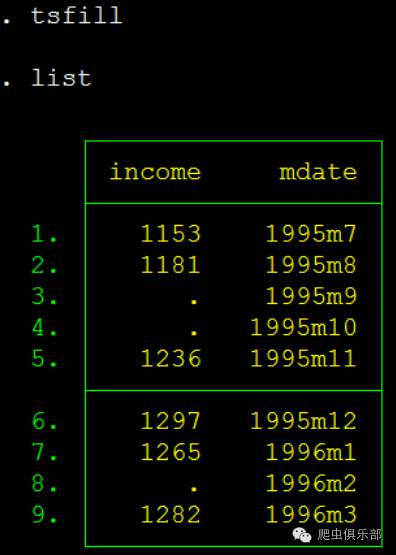 . tsfill
. list
income mdate
1. 1153 1995m7
2. 1181 1995m8
3. . 1995m9
4. . 1995m10
5. 1236 1995m11
6. 1297 1995m12
7. 1265 1996m1
8. . 1996m2
9. 1282 1996m3
爬虫俱乐部